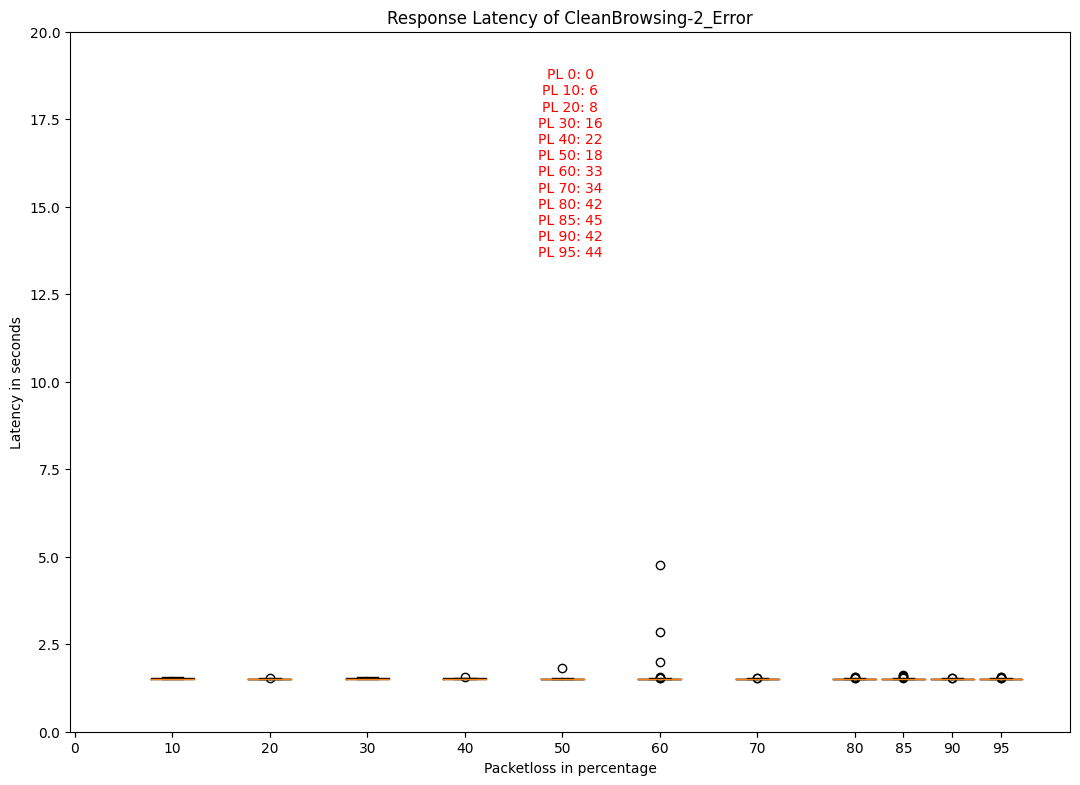 Response Latency of CleanBrowsing-2_Error
20.0
17.5
15.0
12.5
10.0
7.5
5.0
2.5
0.0
Latency in seconds
PL 0: 0
PL 10: 6
PL 20: 8
PL 30: 16
PL 40: 22
PL 50: 18
PL 60: 33
PL 70: 34
PL 80: 42
PL 85: 45
PL 90: 42
PL 95: 44
0 10 20 30 40 50 60 70 80 85 90 95
Packetloss in percentage